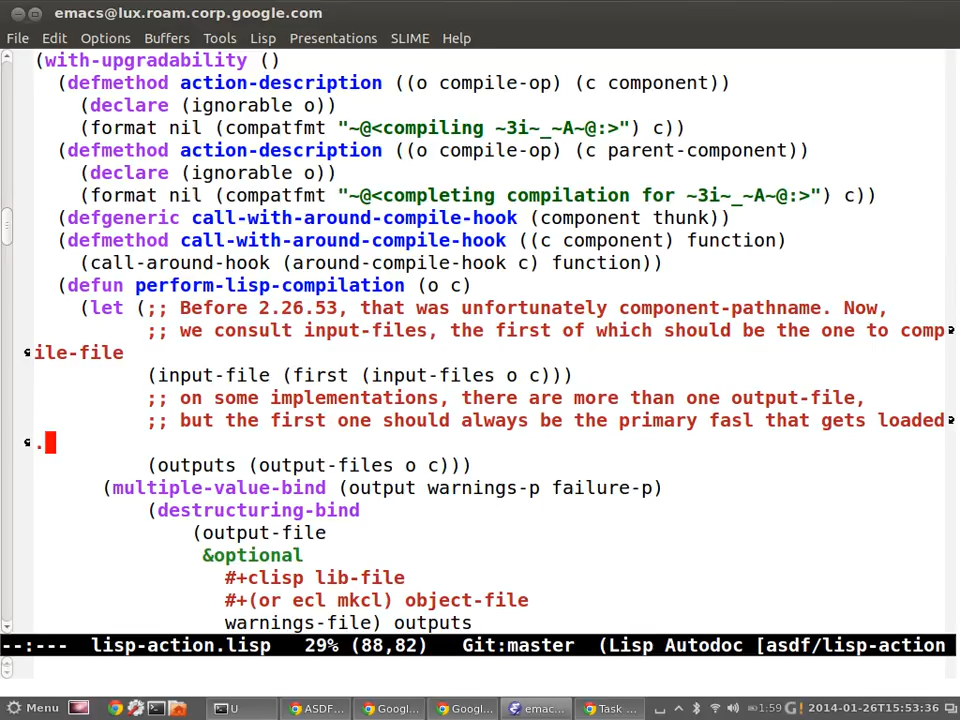 emacs@lux.roam.corp.google.com
File Edit Options Buffers Tools Lisp Presentations SLIME Help
(with-upgradability ()
  (defmethod action-description ((o compile-op) (c component))
    (declare (ignorable o))
    (format nil (compatfmt "~@<compiling ~3i~_~A~@:>") c))
  (defmethod action-description ((o compile-op) (c parent-component))
    (declare (ignorable o))
    (format nil (compatfmt "~@<completing compilation for ~3i~_~A~@:>") c))
  (defgeneric call-with-around-compile-hook (component thunk))
  (defmethod call-with-around-compile-hook ((c component) function)
    (call-around-hook (around-compile-hook c) function))
  (defun perform-lisp-compilation (o c)
    (let (;; Before 2.26.53, that was unfortunately component-pathname. Now,
          ;; we consult input-files, the first of which should be the one to comp
ile-file
          (input-file (first (input-files o c)))
          ;; on some implementations, there are more than one output-file,
          ;; but the first one should always be the primary fasl that gets loaded
.
          (outputs (output-files o c)))
      (multiple-value-bind (output warnings-p failure-p)
          (destructuring-bind
              (output-file
               &optional
                 #+clisp lib-file
                 #+(or ecl mkcl) object-file
                 warnings-file) outputs
--:--- lisp-action.lisp 29% (88,82) Git:master (Lisp Autodoc [asdf/lisp-action
Menu U ASDF... Googl... Googl... emac... Task ... 1:59 2014-01-26T15:53:36